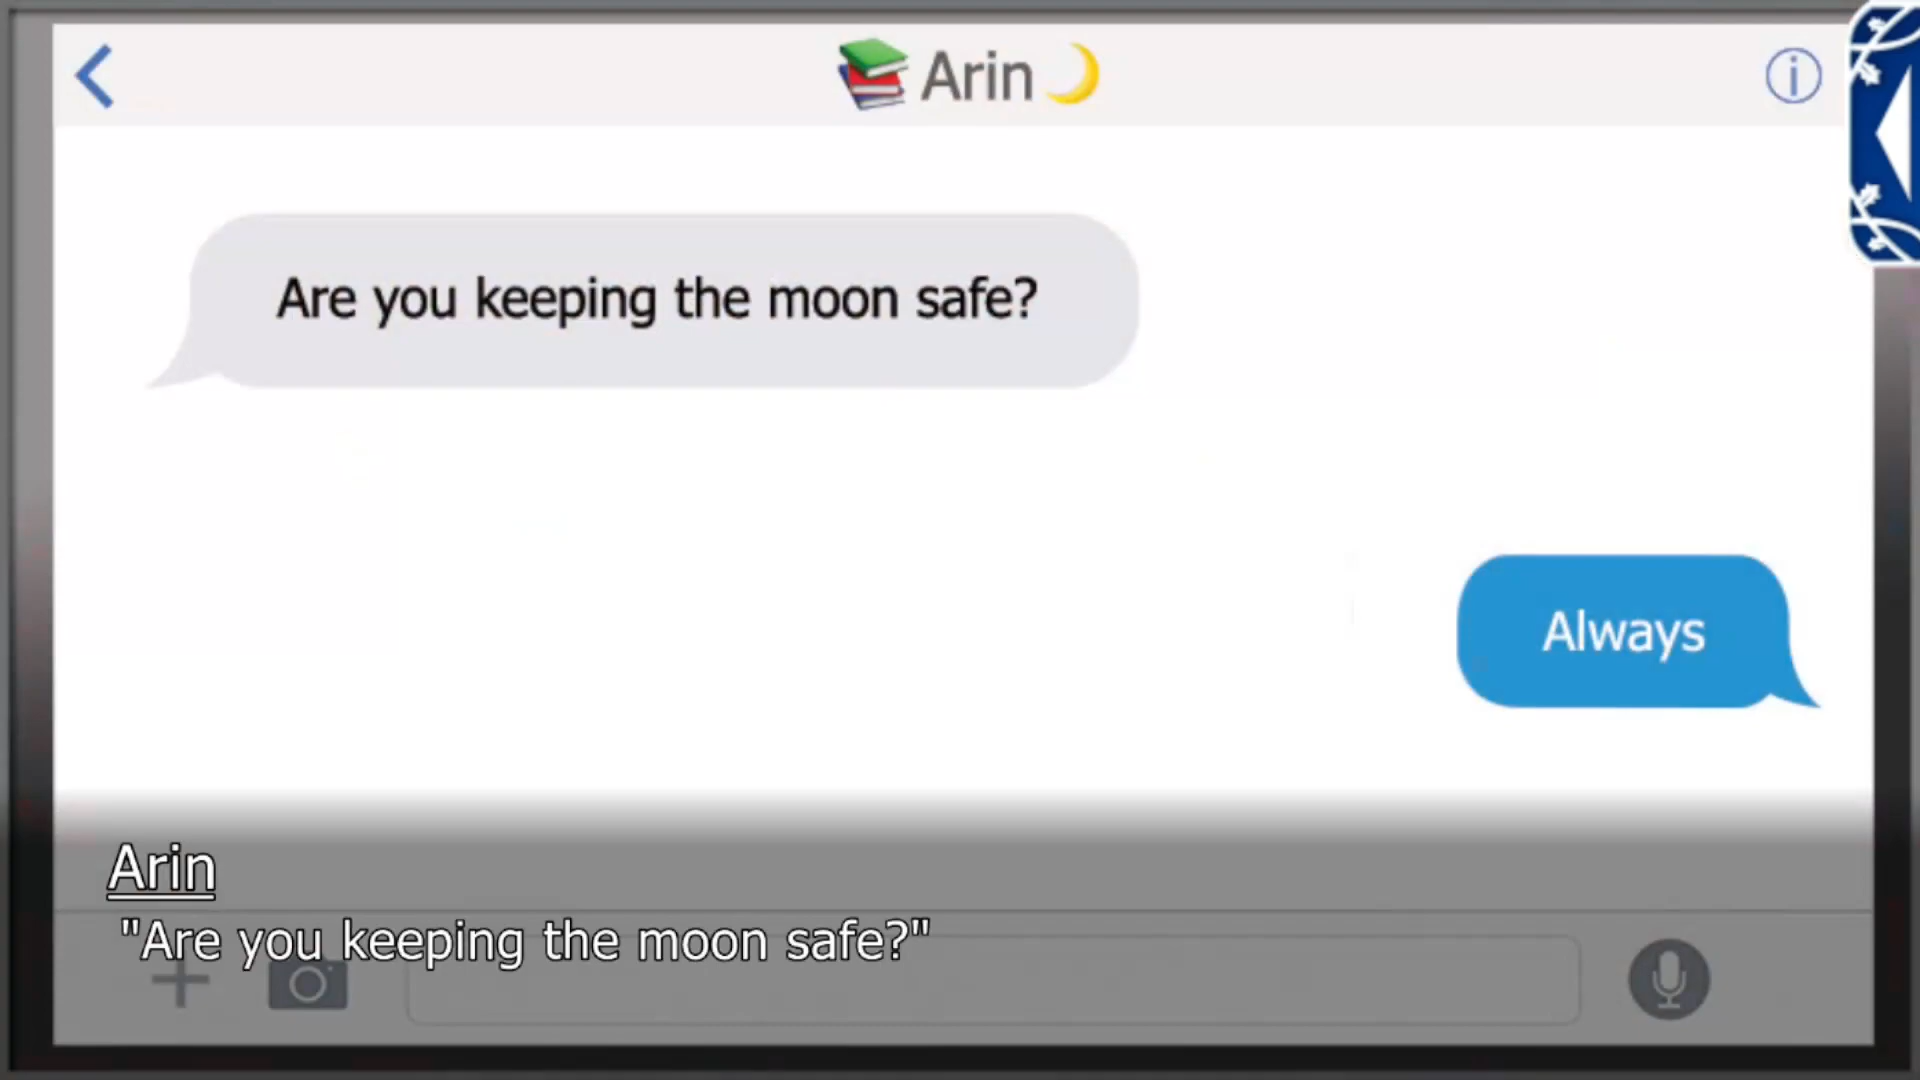 📚 Arin 🌙
Are you keeping the moon safe?
Always
Arin
"Are you keeping the moon safe?"